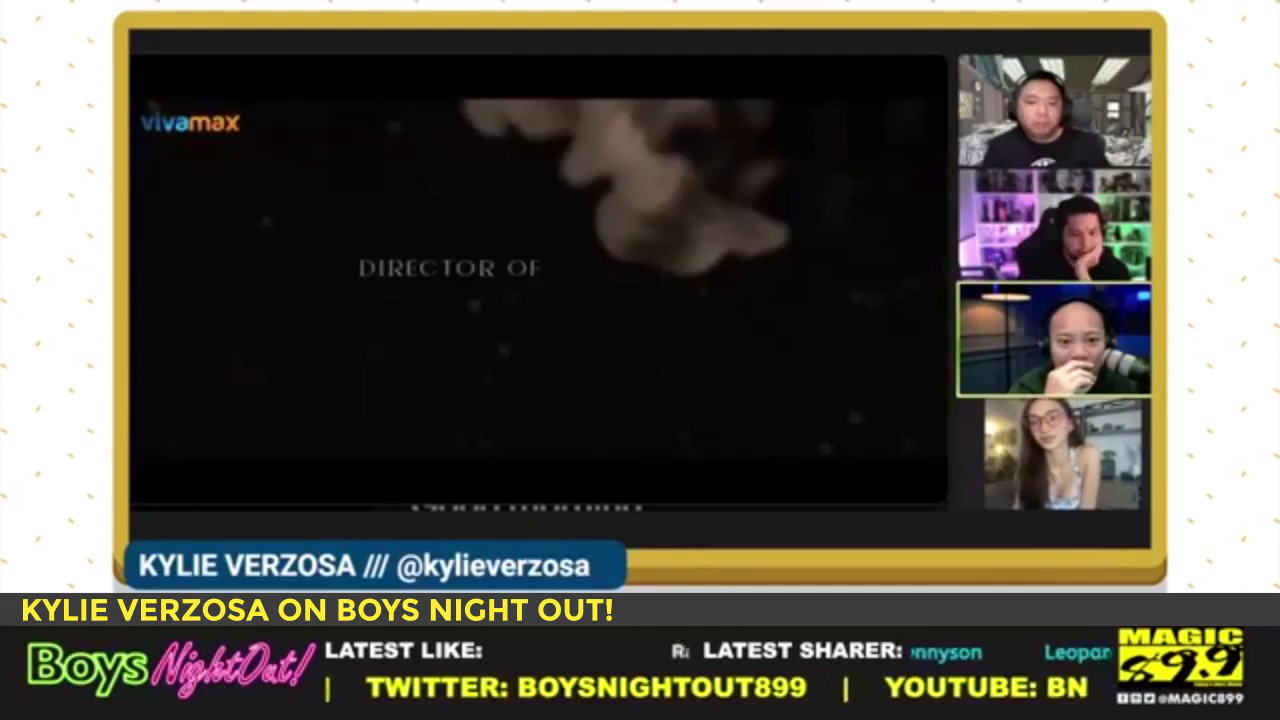 vivamax
DIRECTOR OF
KYLIE VERZOSA /// @kylieverzosa
KYLIE VERZOSA ON BOYS NIGHT OUT!
Boys Night Out!
LATEST LIKE:
LATEST SHARER:
nnyson
Leopar
MAGIC
89.9
| TWITTER: BOYSNIGHTOUT899 | YOUTUBE: BN
@MAGIC899